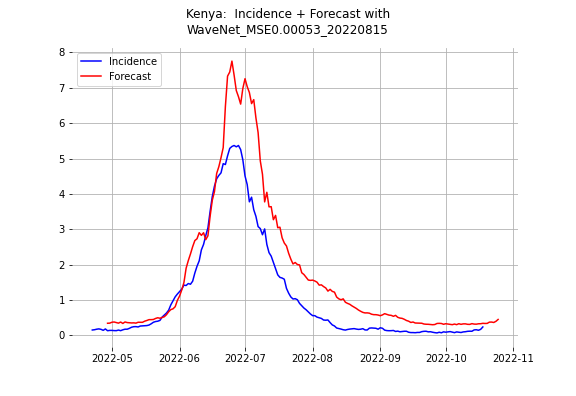 Kenya:  Incidence + Forecast with
WaveNet_MSE0.00053_20220815
Incidence
Forecast
8
7
6
5
4
3
2
1
0
2022-05 2022-06 2022-07 2022-08 2022-09 2022-10 2022-11